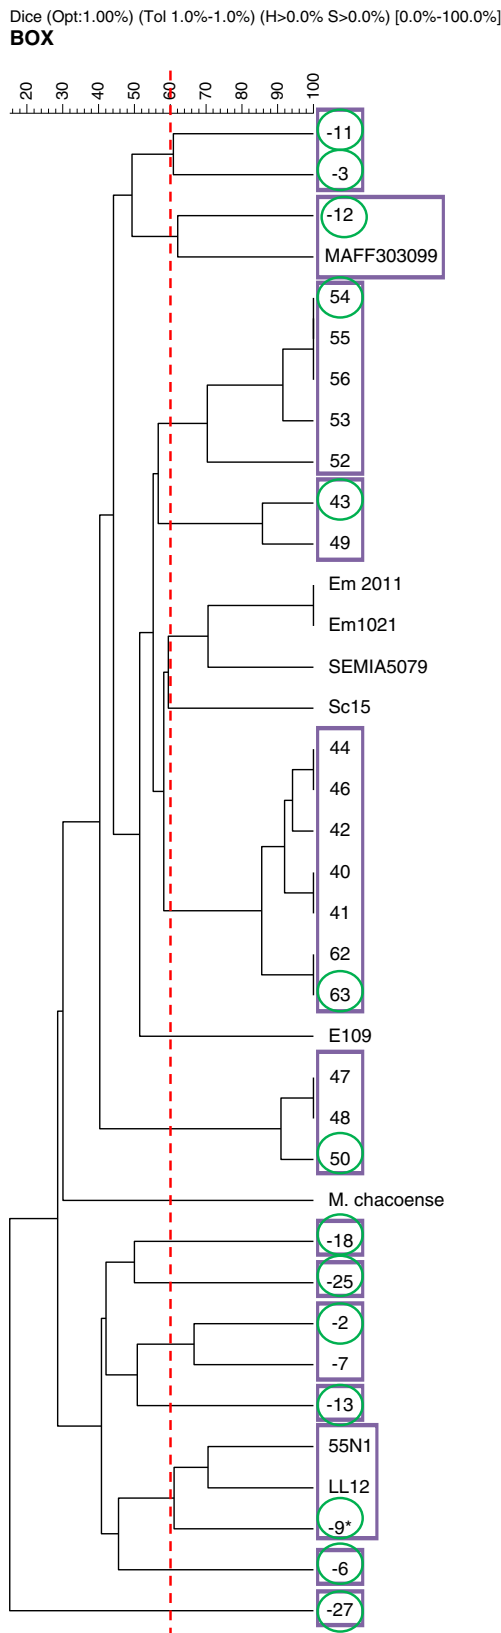 Dice (Opt:1.00%) (Tol 1.0%-1.0%) (H>0.0% S>0.0%) [0.0%-100.0%]
BOX
20 30 40 50 60 70 80 90 100
-11
-3
-12
MAFF303099
54
55
56
53
52
43
49
Em 2011
Em1021
SEMIA5079
Sc15
44
46
42
40
41
62
63
E109
47
48
50
M. chacoense
-18
-25
-2
-7
-13
55N1
LL12
-9*
-6
-27